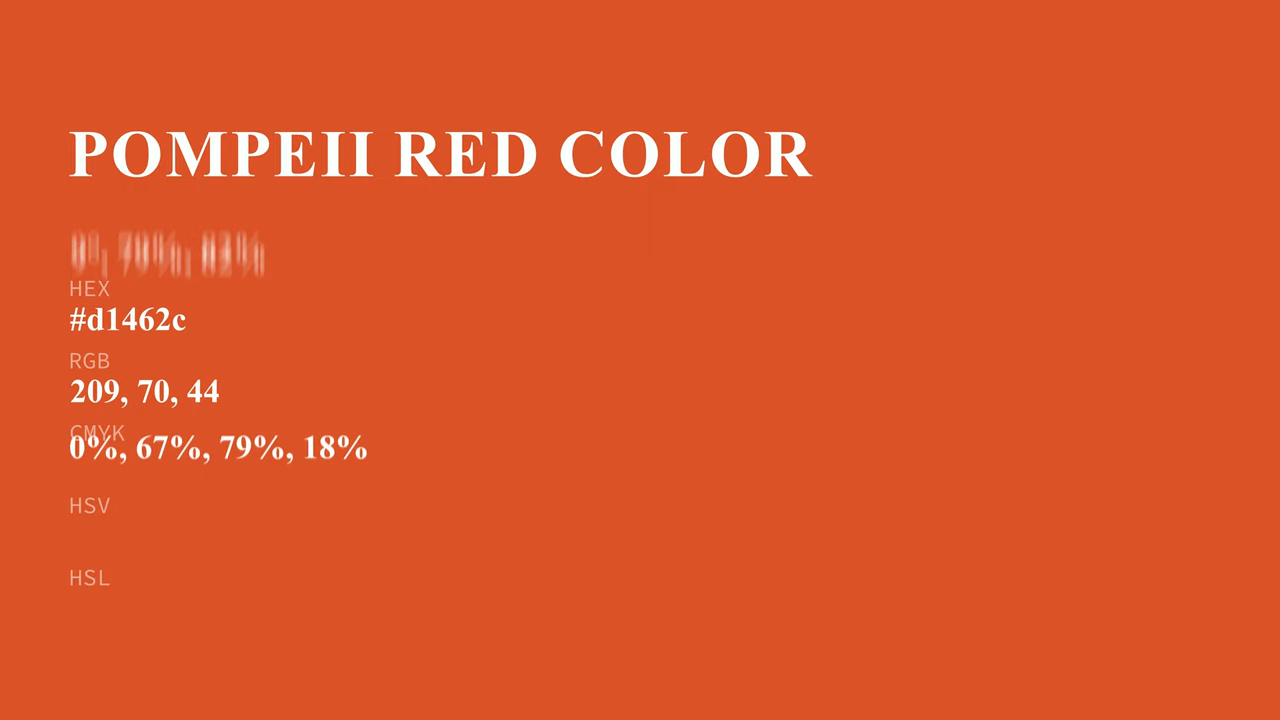 POMPEII RED COLOR
HEX
#d1462c
RGB
209, 70, 44
CMYK
0%, 67%, 79%, 18%
HSV
HSL